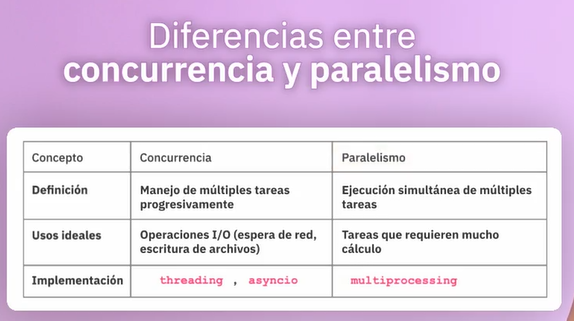 Diferencias entre
concurrencia y paralelismo
Concepto Concurrencia Paralelismo
Definición Manejo de múltiples tareas progresivamente Ejecución simultánea de múltiples tareas
Usos ideales Operaciones I/O (espera de red, escritura de archivos) Tareas que requieren mucho cálculo
Implementación threading , asyncio multiprocessing